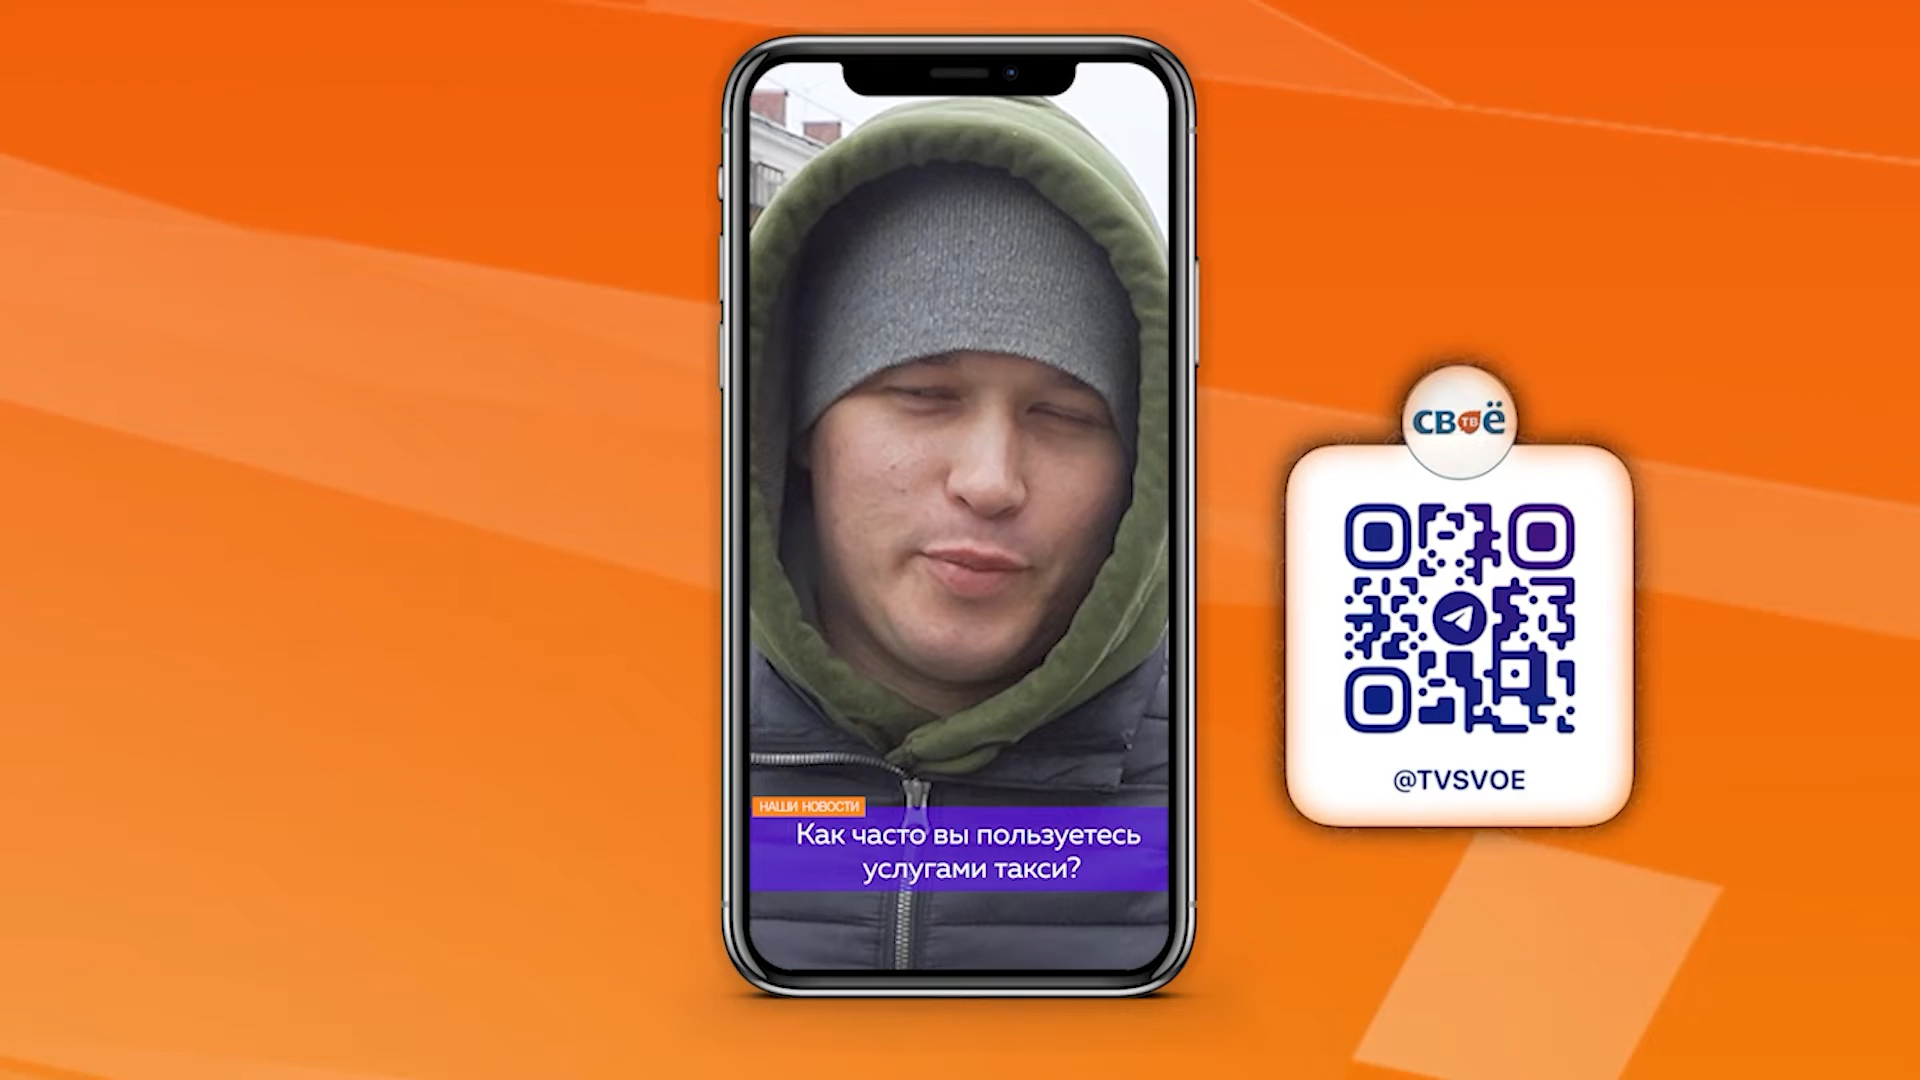 НАШИ НОВОСТИ
Как часто вы пользуетесь
услугами такси?
СВОЁ
ТВ
@TVSVOE